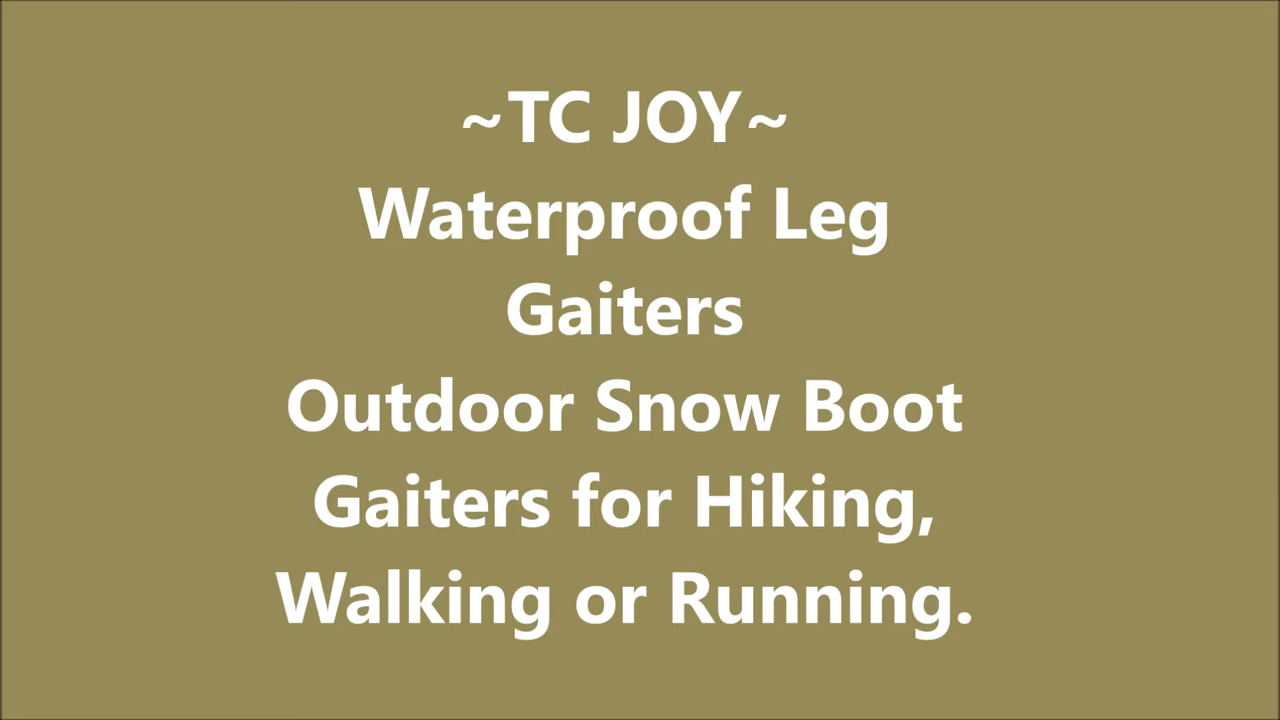 ~TC JOY~
Waterproof Leg
Gaiters
Outdoor Snow Boot
Gaiters for Hiking,
Walking or Running.